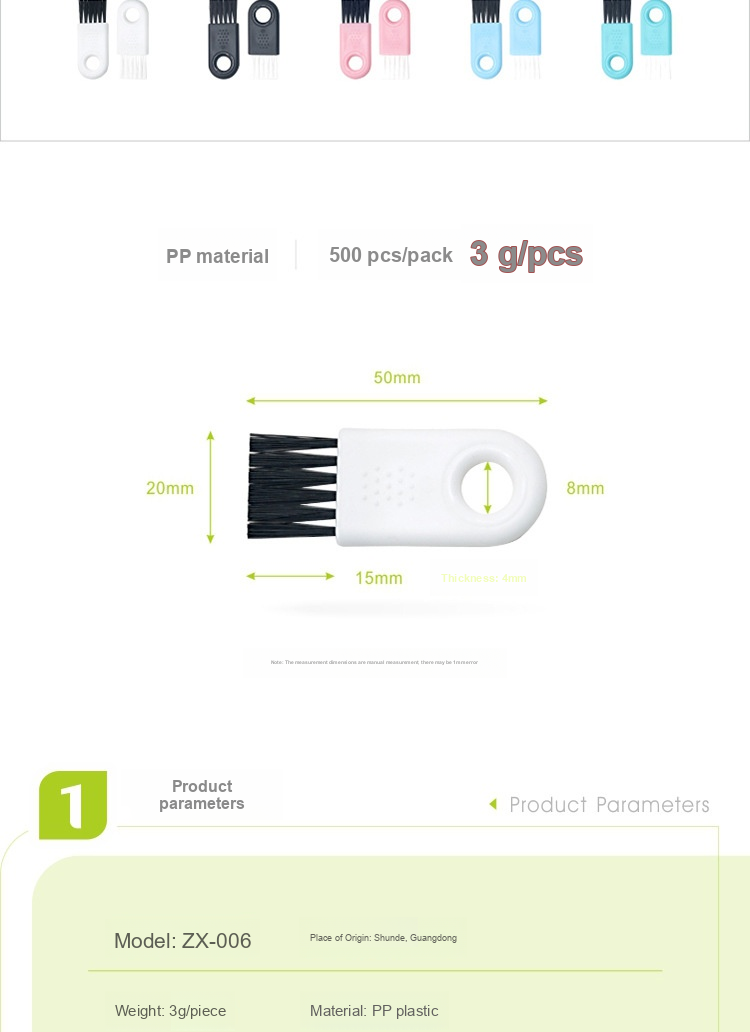 PP material
500 pcs/pack
3 g/pcs
50mm
20mm
8mm
15mm
Thickness: 4mm
Note: The measurement dimensions are manual measurment, there may be 1mm error
1
Product
parameters
Product Parameters
Model: ZX-006
Place of Origin: Shunde, Guangdong
Weight: 3g/piece
Material: PP plastic